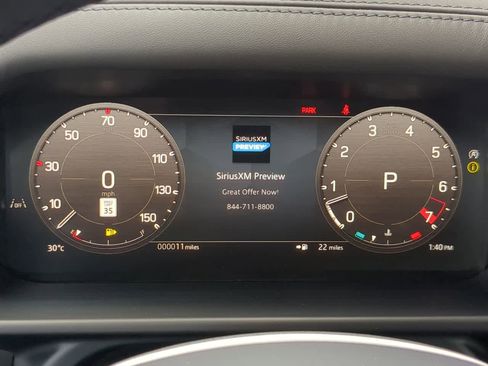 PARK
70
50
90
30
110
10
130
150
0
mph
35
OFF
30°C
SIRIUSXM
PREVIEW
SiriusXM Preview
Great Offer Now!
844-711-8800
000011 miles
22 miles
0
1
2
3
4
5
6
7
P
1:40 PM